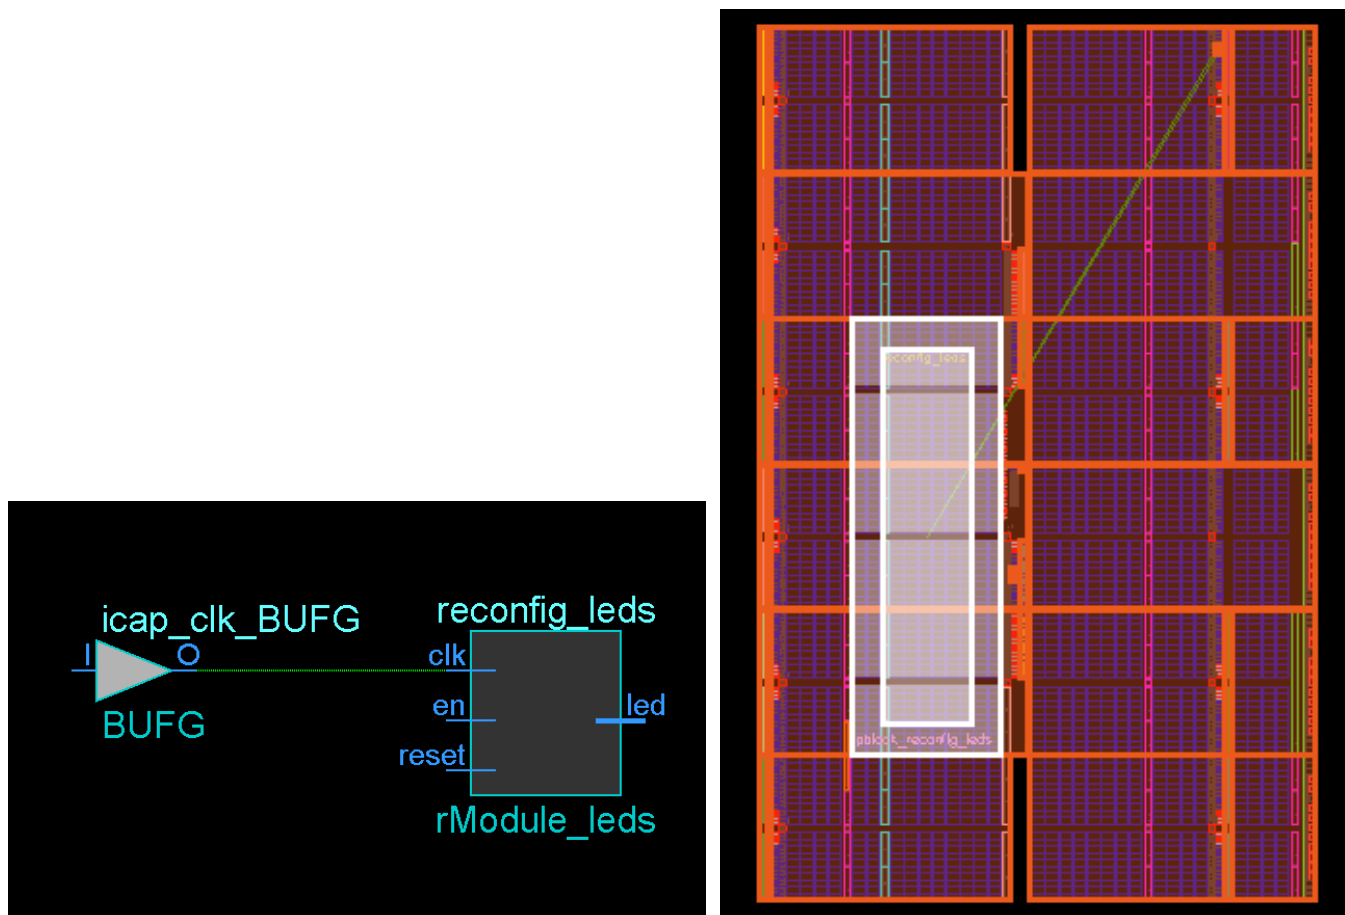 icap_clk_BUFG
I
O
BUFG
reconfig_leds
clk
en
reset
led
rModule_leds
reconfig_leds
pblock_reconfig_leds